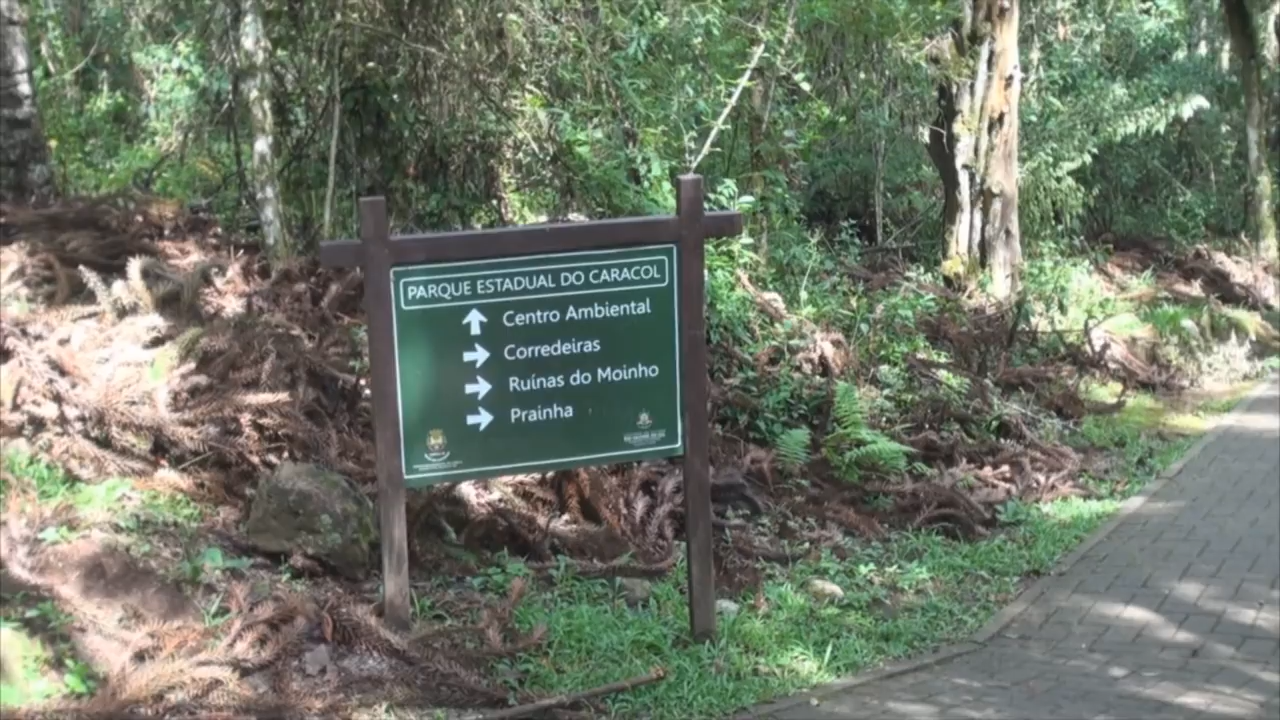 PARQUE ESTADUAL DO CARACOL
Centro Ambiental
Corredeiras
Ruínas do Moinho
Prainha